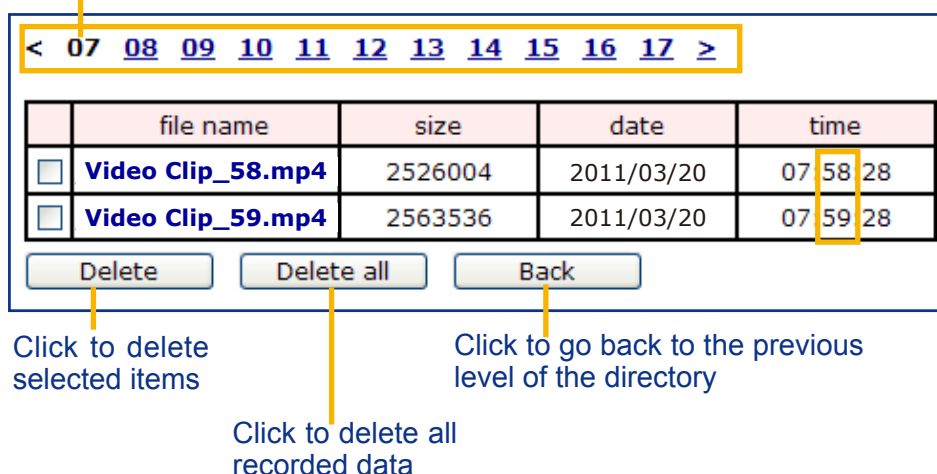 < 07 08 09 10 11 12 13 14 15 16 17 >
file name size date time
Video Clip_58.mp4 2526004 2011/03/20 07:58:28
Video Clip_59.mp4 2563536 2011/03/20 07:59:28
Delete Delete all Back
Click to delete
selected items
Click to go back to the previous
level of the directory
Click to delete all
recorded data